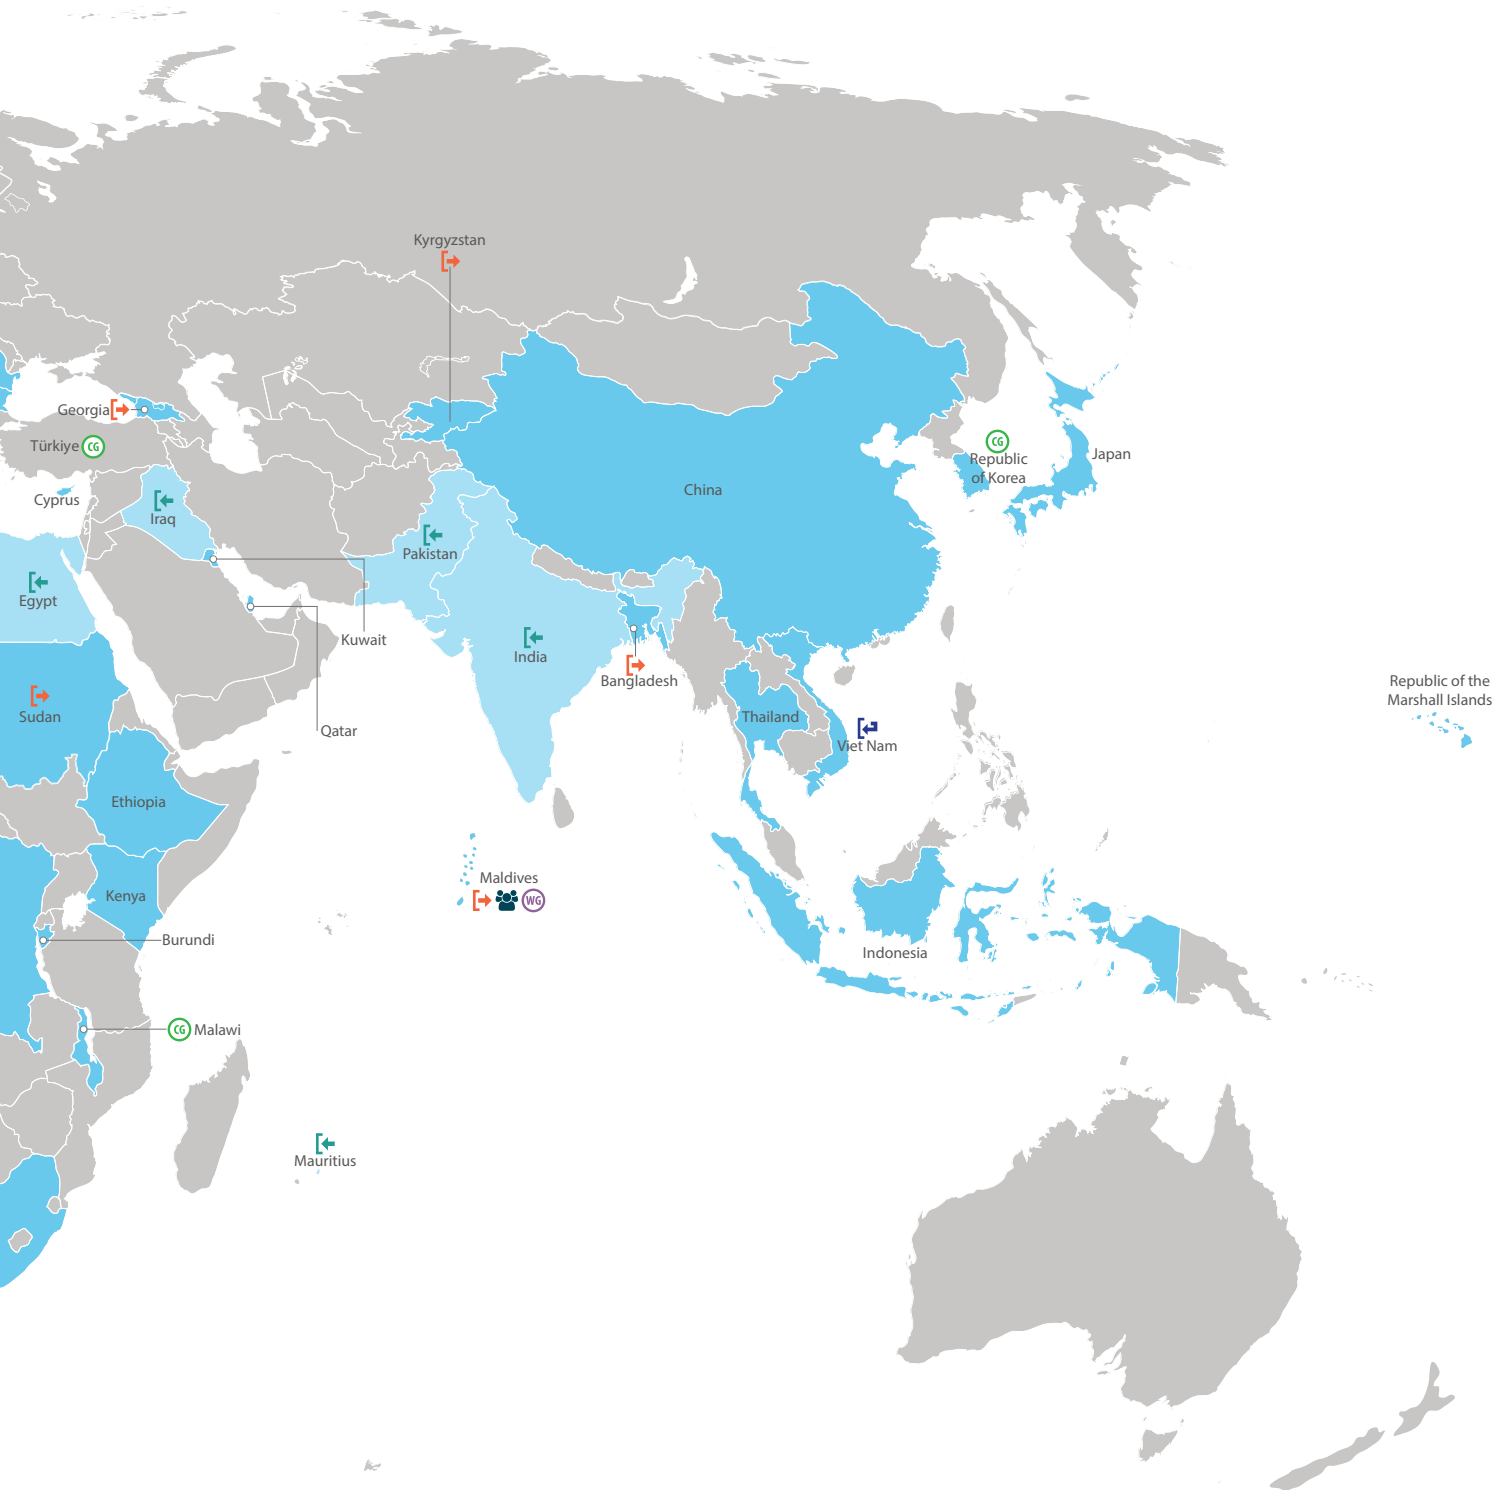 Kyrgyzstan
Georgia
Türkiye
CG
CG
Republic
of Korea
Japan
Cyprus
Iraq
China
Pakistan
Egypt
Kuwait
India
Bangladesh
Republic of the
Marshall Islands
Sudan
Qatar
Thailand
Viet Nam
Ethiopia
Maldives
WG
Kenya
Burundi
Indonesia
CG
Malawi
Mauritius